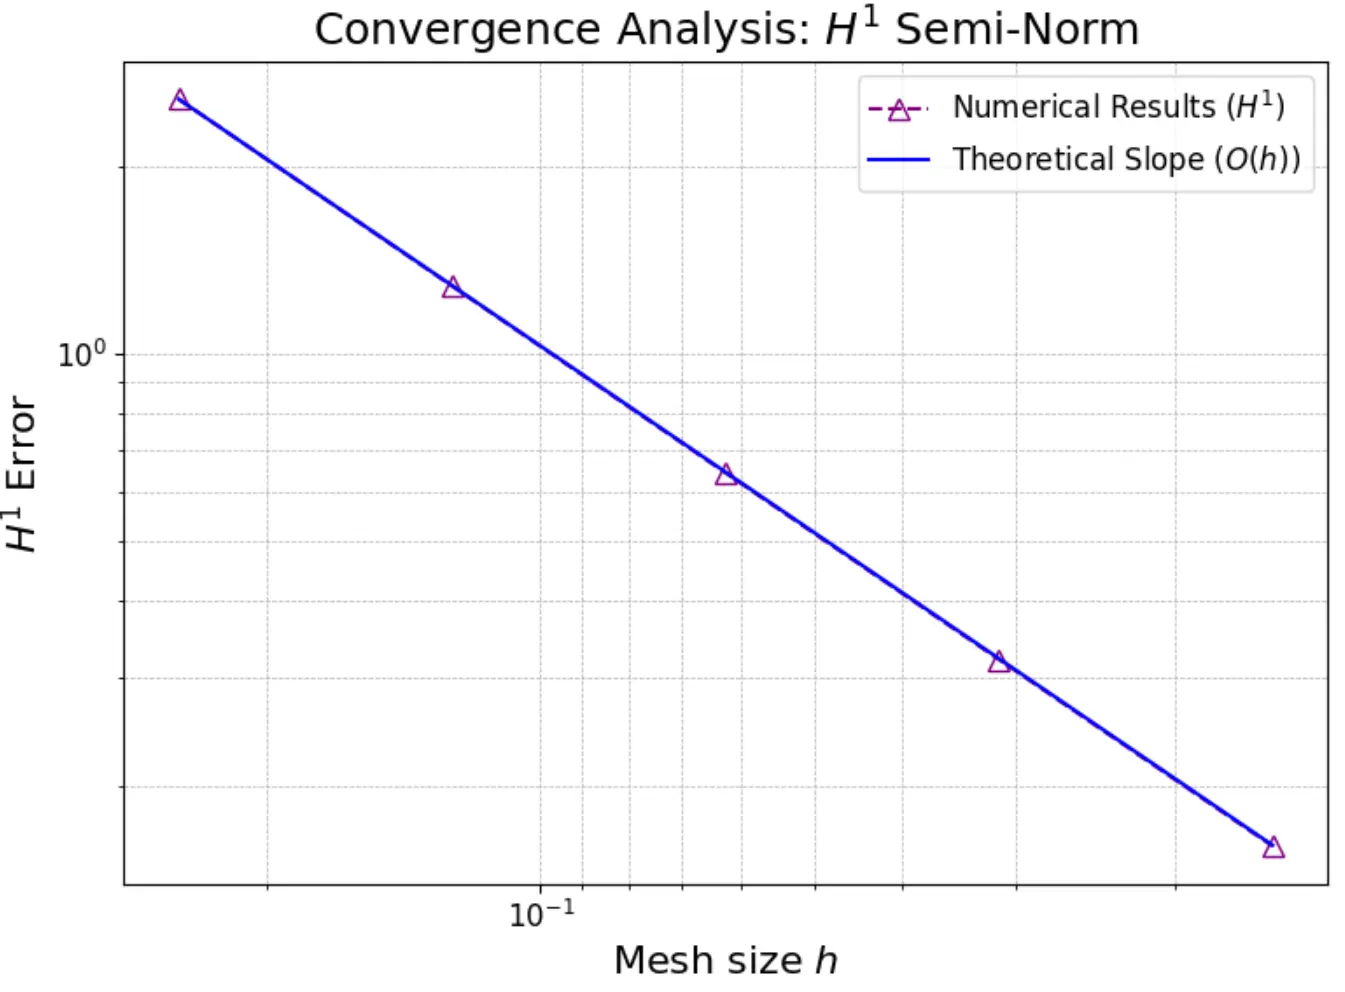 Convergence Analysis: H¹ Semi-Norm
Numerical Results (H¹)
Theoretical Slope (O(h))
10⁰
H¹ Error
10⁻¹
Mesh size h